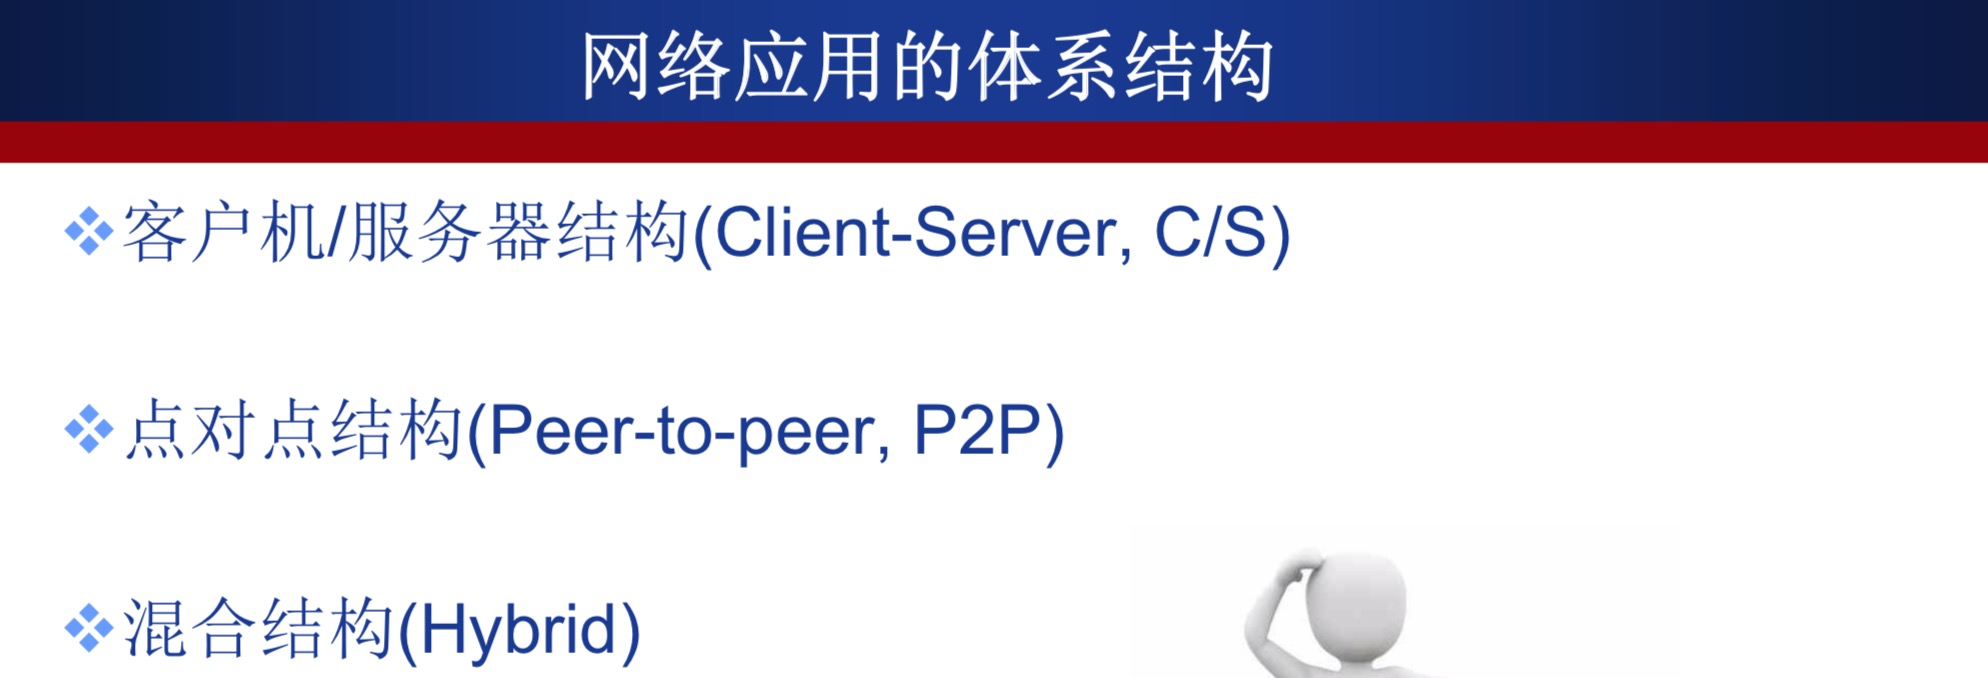 网络应用的体系结构
客户机/服务器结构(Client-Server, C/S)
点对点结构(Peer-to-peer, P2P)
混合结构(Hybrid)